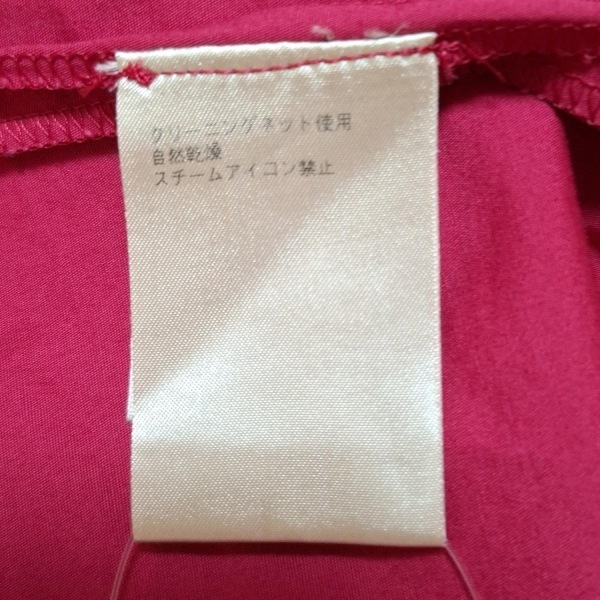 クリーニングネット使用
自然乾燥
スチームアイコン禁止